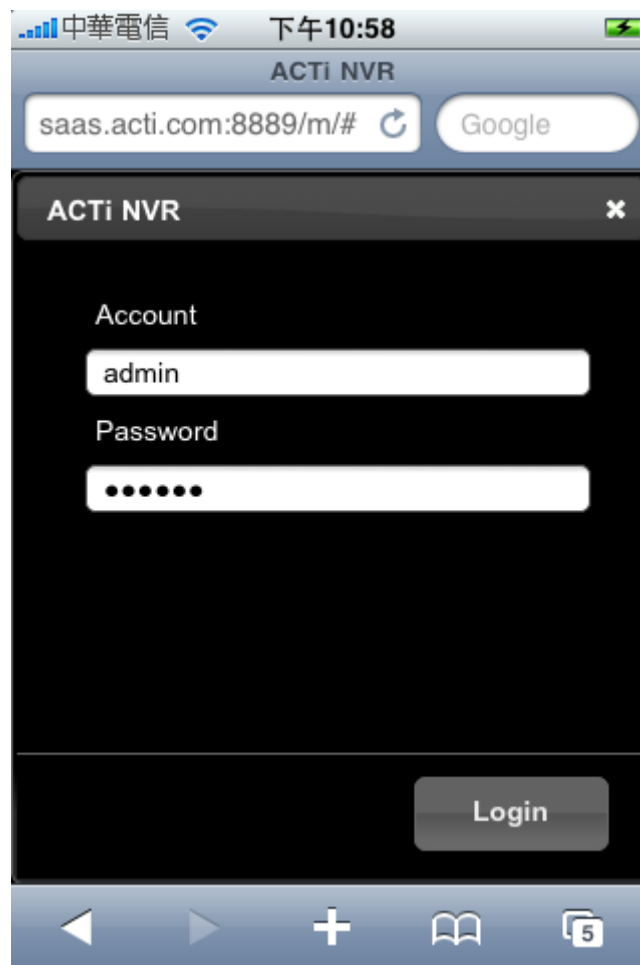 中華電信 下午10:58
ACTi NVR
saas.acti.com:8889/m/# Google
ACTi NVR
Account
admin
Password
••••••
Login
5